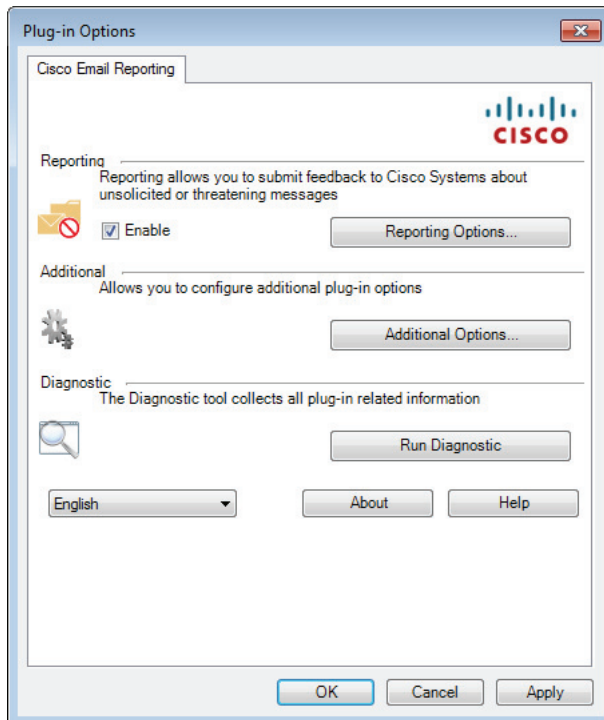 Plug-in Options
Cisco Email Reporting
CISCO
Reporting
Reporting allows you to submit feedback to Cisco Systems about
unsolicited or threatening messages
Enable
Reporting Options...
Additional
Allows you to configure additional plug-in options
Additional Options...
Diagnostic
The Diagnostic tool collects all plug-in related information
Run Diagnostic
English
About
Help
OK
Cancel
Apply